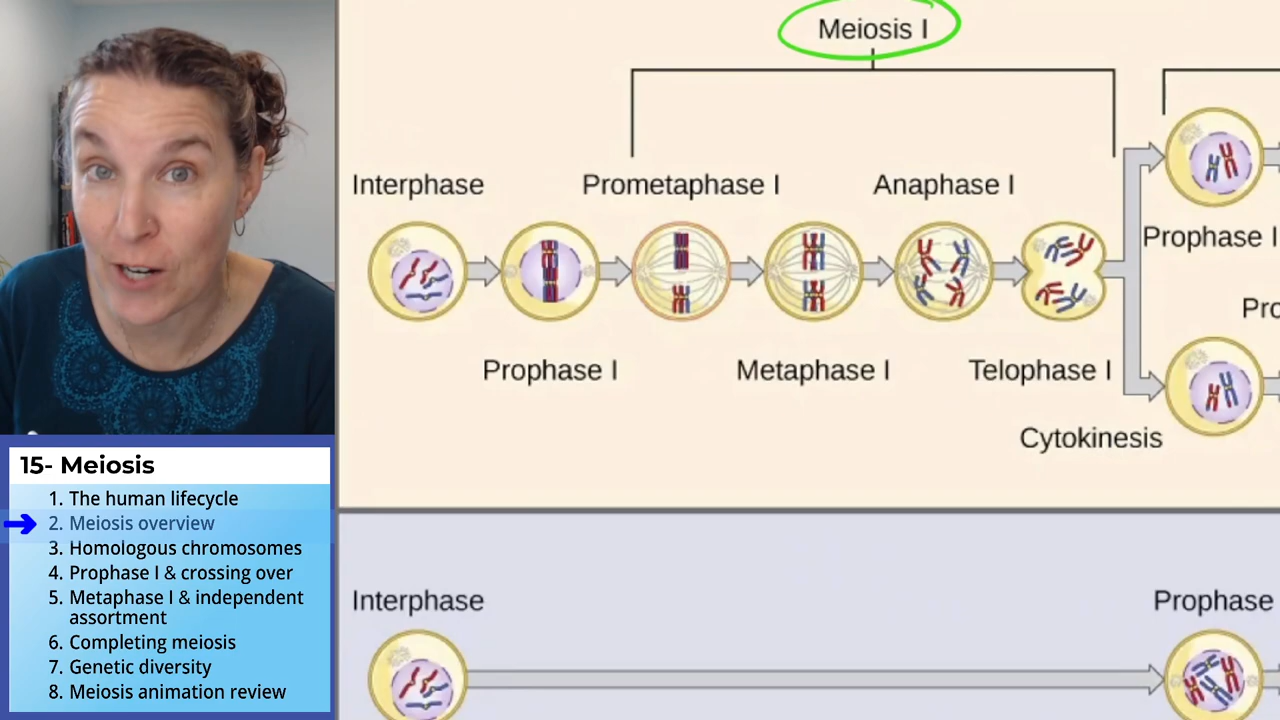 Meiosis I
Interphase
Prometaphase I
Anaphase I
Prophase I
Prophase I
Metaphase I
Telophase I
Cytokinesis
Pro
15- Meiosis
1. The human lifecycle
2. Meiosis overview
3. Homologous chromosomes
4. Prophase I & crossing over
5. Metaphase I & independent
assortment
6. Completing meiosis
7. Genetic diversity
8. Meiosis animation review
Interphase
Prophase